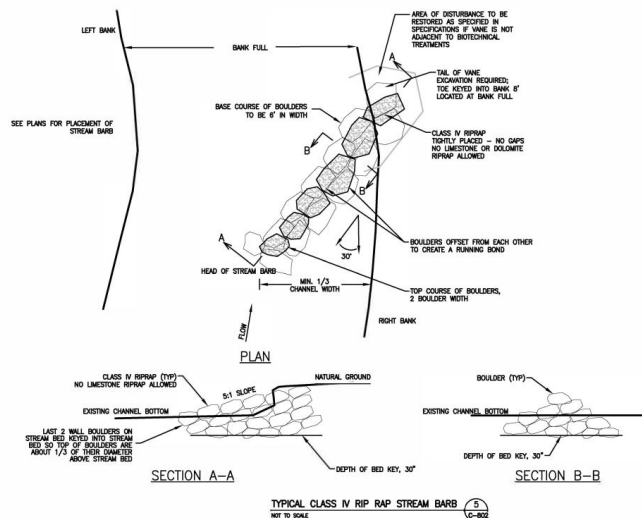 AREA OF DISTURBANCE TO BE
RESTORED AS SPECIFIED IN
SPECIFICATIONS IF VANE IS NOT
ADJACENT TO BIOTECHNICAL
TREATMENTS
LEFT BANK
BANK FULL
A
TAIL OF VANE
EXCAVATION REQUIRED;
TOE KEYED INTO BANK 8'
LOCATED AT BANK FULL
BASE COURSE OF BOULDERS
TO BE 6' IN WIDTH
SEE PLANS FOR PLACEMENT OF
STREAM BARB
B
CLASS IV RIPRAP
TIGHTLY PLACED – NO GAPS
NO LIMESTONE OR DOLOMITE
RIPRAP ALLOWED
B
A
BOULDERS OFFSET FROM EACH OTHER
TO CREATE A RUNNING BOND
30°
HEAD OF STREAM BARB
MIN. 1/3
CHANNEL WIDTH
TOP COURSE OF BOULDERS,
2 BOULDER WIDTH
FLOW
RIGHT BANK
PLAN
CLASS IV RIPRAP (TYP)
NO LIMESTONE RIPRAP ALLOWED
5:1 SLOPE
NATURAL GROUND
EXISTING CHANNEL BOTTOM
LAST 2 WALL BOULDERS ON
STREAM BED KEYED INTO STREAM
BED SO TOP OF BOULDERS ARE
ABOUT 1/3 OF THEIR DIAMETER
ABOVE STREAM BED
DEPTH OF BED KEY, 30"
SECTION A–A
BOULDER (TYP)
EXISTING CHANNEL BOTTOM
DEPTH OF BED KEY, 30"
SECTION B–B
TYPICAL CLASS IV RIP RAP STREAM BARB
NOT TO SCALE
5
C-802